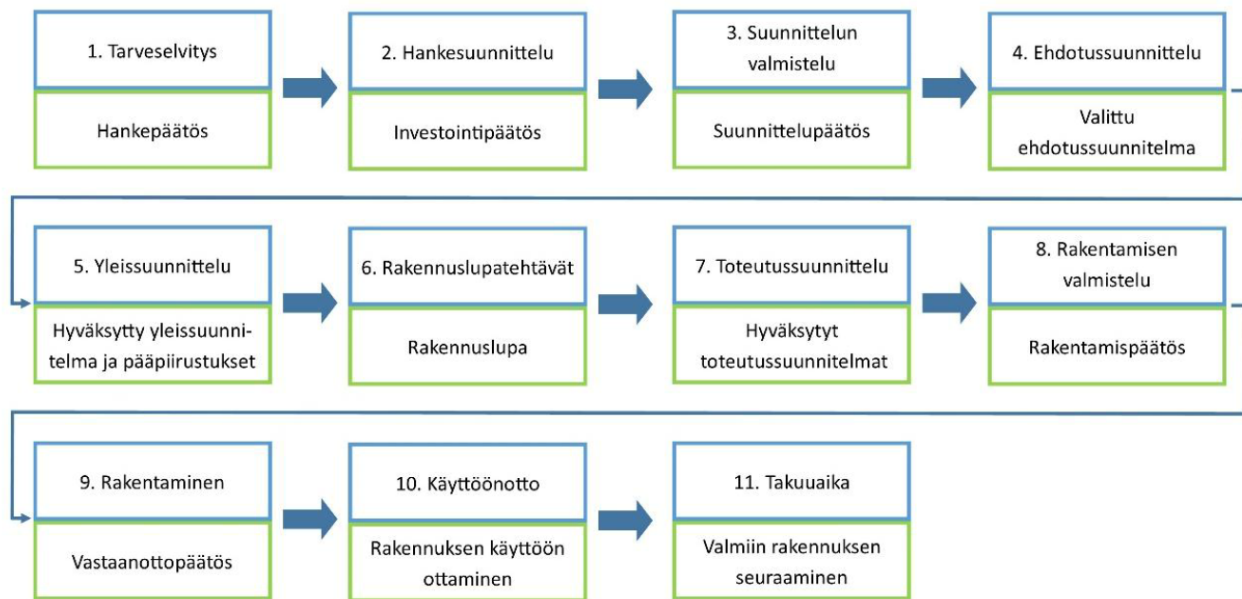 1. Tarveselvitys
Hankepäätös
2. Hankesuunnittelu
Investointipäätös
3. Suunnittelun
valmistelu
Suunnittelupäätös
4. Ehdotussuunnittelu
Valittu
ehdotussuunnitelma
5. Yleissuunnittelu
Hyväksytty yleissuunni-
telma ja pääpiirustukset
6. Rakennuslupatehtävät
Rakennuslupa
7. Toteutussuunnittelu
Hyväksytyt
toteutussuunnitelmat
8. Rakentamisen
valmistelu
Rakentamispäätös
9. Rakentaminen
Vastaanottopäätös
10. Käyttöönotto
Rakennuksen käyttöön
ottaminen
11. Takuuaika
Valmiin rakennuksen
seuraaminen